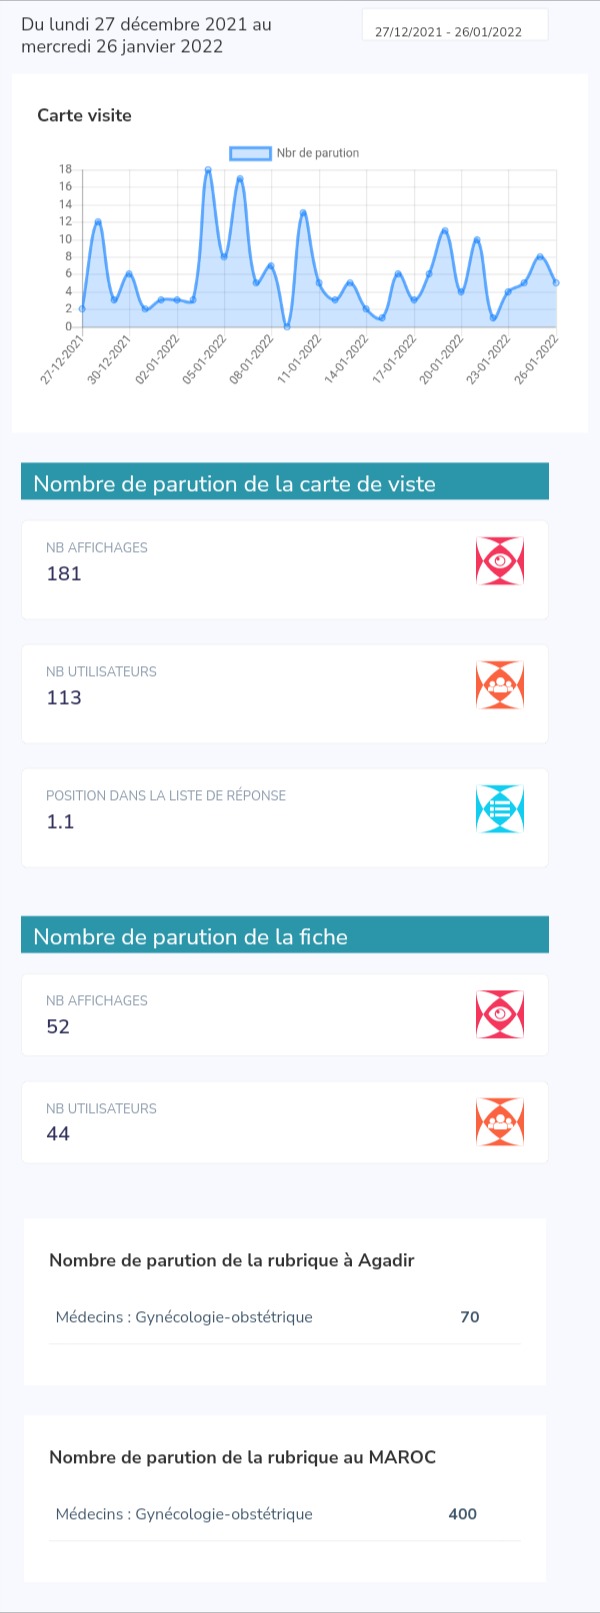 Du lundi 27 décembre 2021 au
mercredi 26 janvier 2022
27/12/2021 - 26/01/2022
Carte visite
Nbr de parution
18
16
14
12
10
8
6
4
2
0
27-12-2021
30-12-2021
02-01-2022
05-01-2022
08-01-2022
11-01-2022
14-01-2022
17-01-2022
20-01-2022
23-01-2022
26-01-2022
Nombre de parution de la carte de viste
NB AFFICHAGES
181
NB UTILISATEURS
113
POSITION DANS LA LISTE DE RÉPONSE
1.1
Nombre de parution de la fiche
NB AFFICHAGES
52
NB UTILISATEURS
44
Nombre de parution de la rubrique à Agadir
Médecins : Gynécologie-obstétrique 70
Nombre de parution de la rubrique au MAROC
Médecins : Gynécologie-obstétrique 400